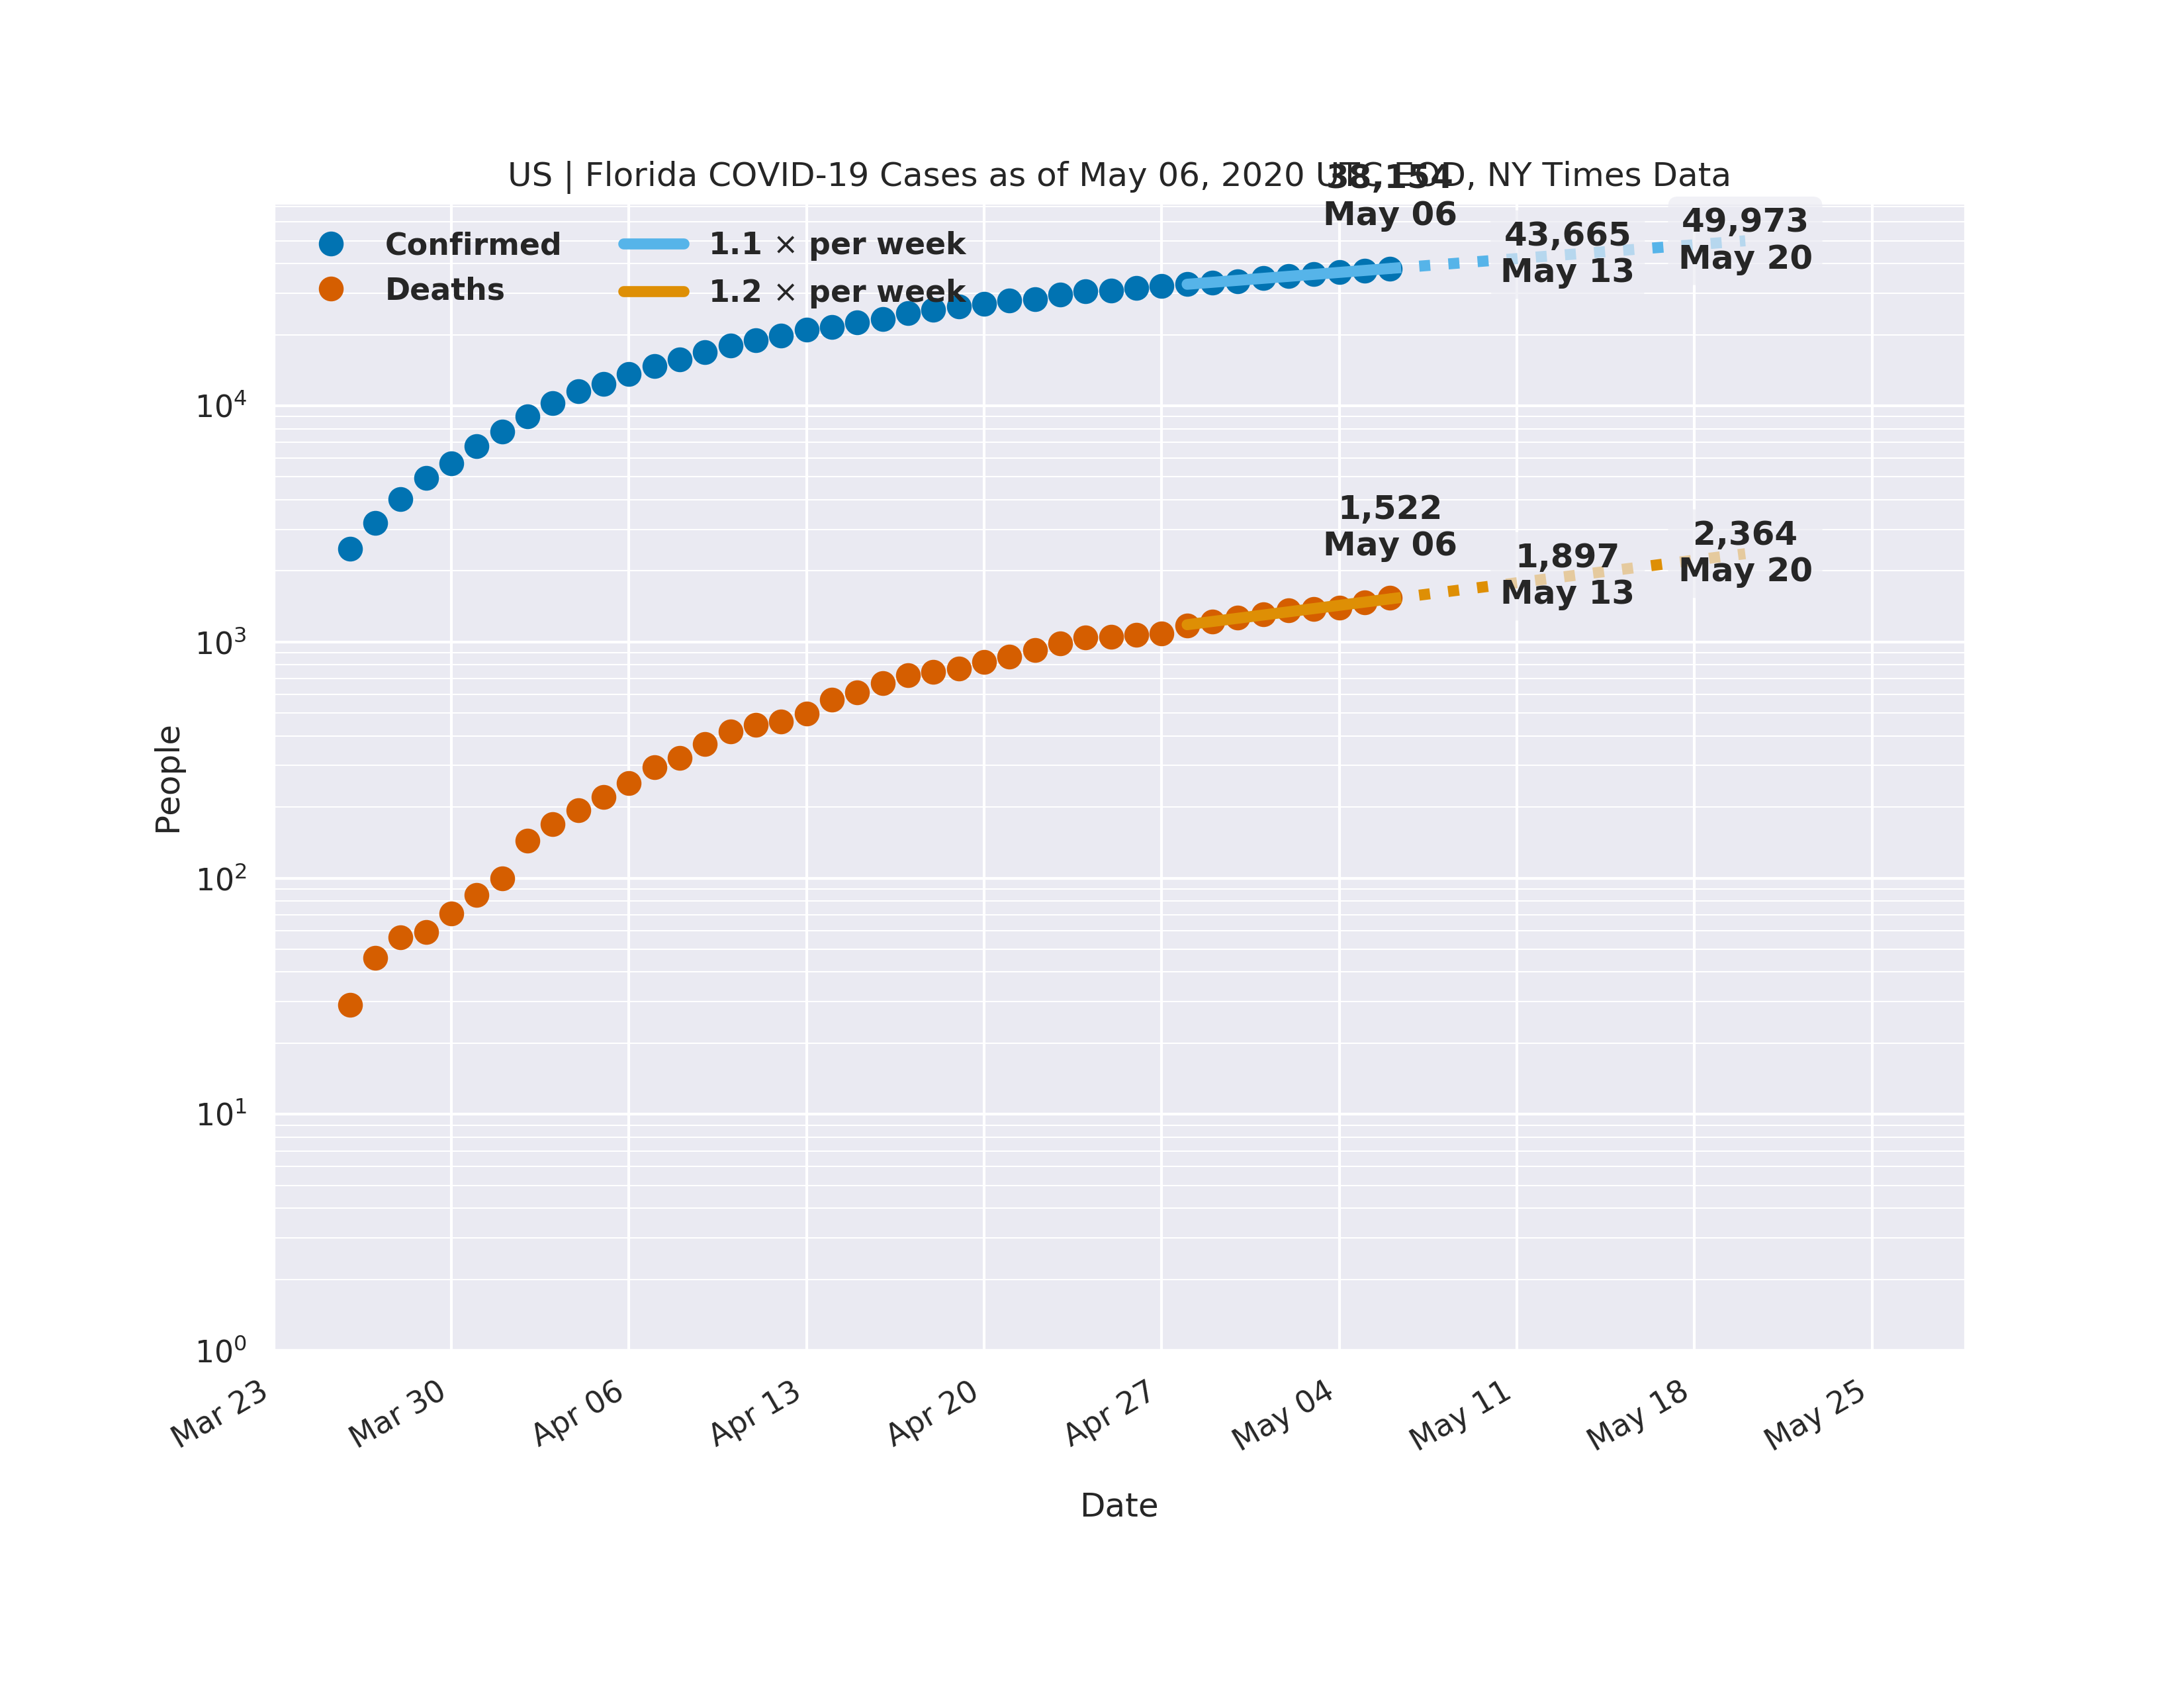 US | Florida COVID-19 Cases as of May 06, 2020 UTC EOD, NY Times Data
38,154
May 06
43,665
May 13
49,973
May 20
Confirmed
Deaths
1.1 × per week
1.2 × per week
1,522
May 06
1,897
May 13
2,364
May 20
People
10⁴
10³
10²
10¹
10⁰
Mar 23
Mar 30
Apr 06
Apr 13
Apr 20
Apr 27
May 04
May 11
May 18
May 25
Date